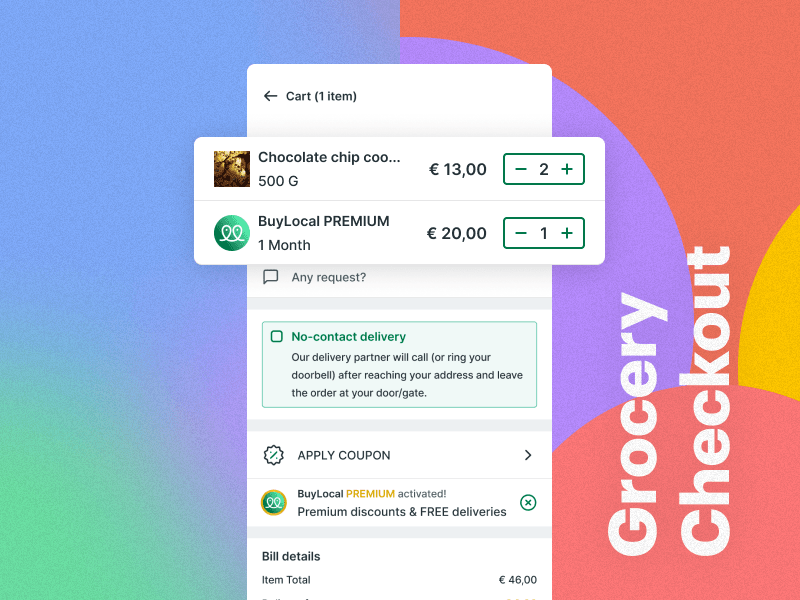 Cart (1 item)
Chocolate chip coo...
500 G
€ 13,00
2
BuyLocal PREMIUM
1 Month
€ 20,00
1
Any request?
No-contact delivery
Our delivery partner will call (or ring your
doorbell) after reaching your address and leave
the order at your door/gate.
APPLY COUPON
BuyLocal PREMIUM activated!
Premium discounts & FREE deliveries
Bill details
Item Total
€ 46,00
Grocery
Checkout